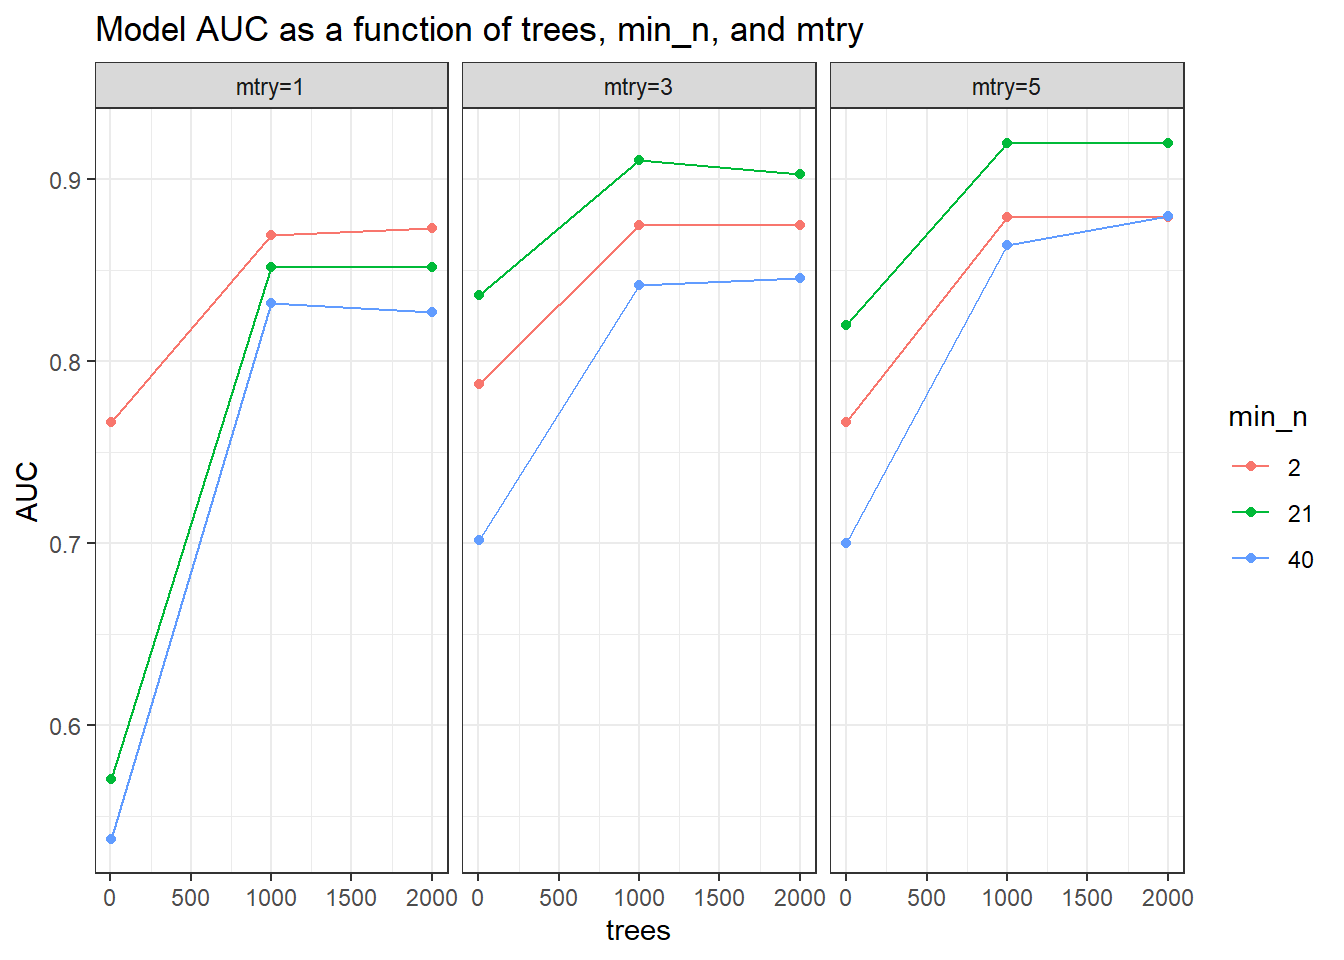 Model AUC as a function of trees, min_n, and mtry
mtry=1 mtry=3 mtry=5
0.9
0.8
0.7
0.6
AUC
0 500 1000 1500 2000 0 500 1000 1500 2000 0 500 1000 1500 2000
trees
min_n
2
21
40